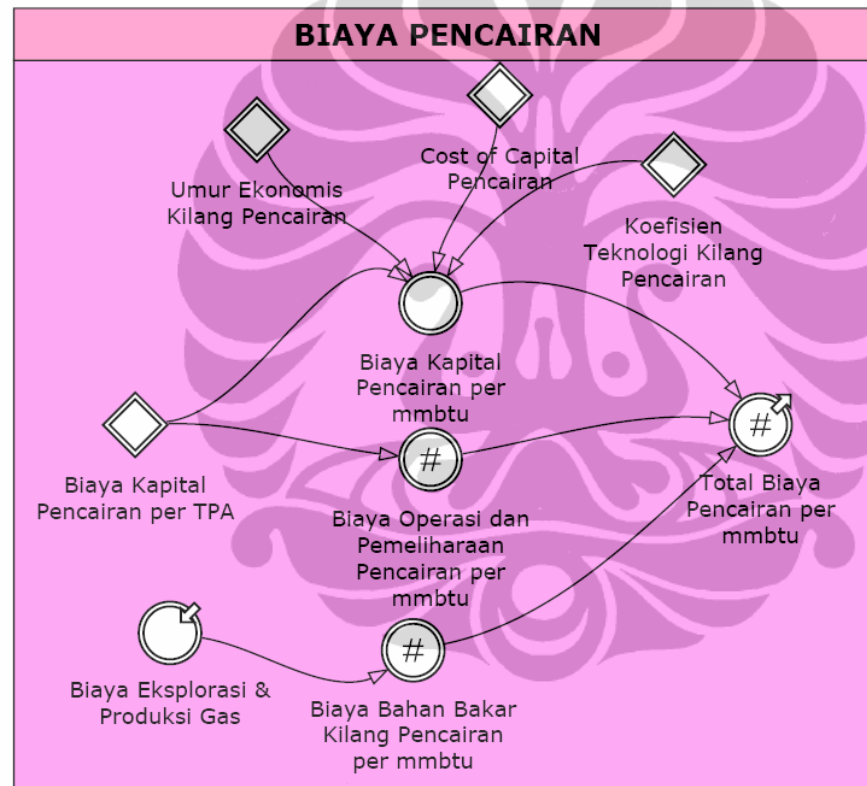 BIAYA PENCAIRAN
Umur Ekonomis
Kilang Pencairan
Cost of Capital
Pencairan
Koefisien
Teknologi Kilang
Pencairan
Biaya Kapital
Pencairan per
mmbtu
Biaya Kapital
Pencairan per TPA
#
Biaya Operasi dan
Pemeliharaan
Pencairan per
mmbtu
#
Total Biaya
Pencairan per
mmbtu
Biaya Eksplorasi &
Produksi Gas
#
Biaya Bahan Bakar
Kilang Pencairan
per mmbtu